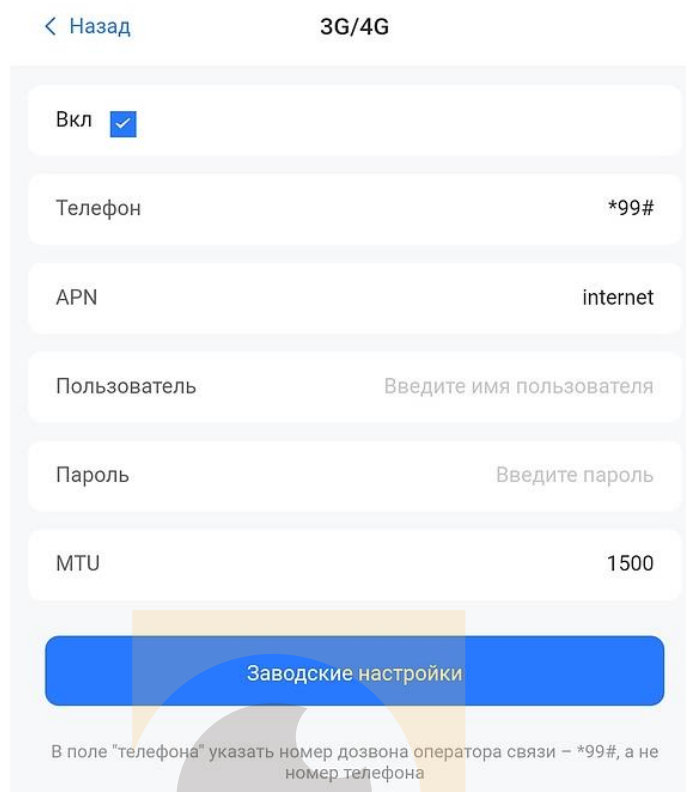 Назад
3G/4G
Вкл
Телефон *99#
APN internet
Пользователь Введите имя пользователя
Пароль Введите пароль
MTU 1500
Заводские настройки
В поле "телефона" указать номер дозвона оператора связи – *99#, а не
номер телефона